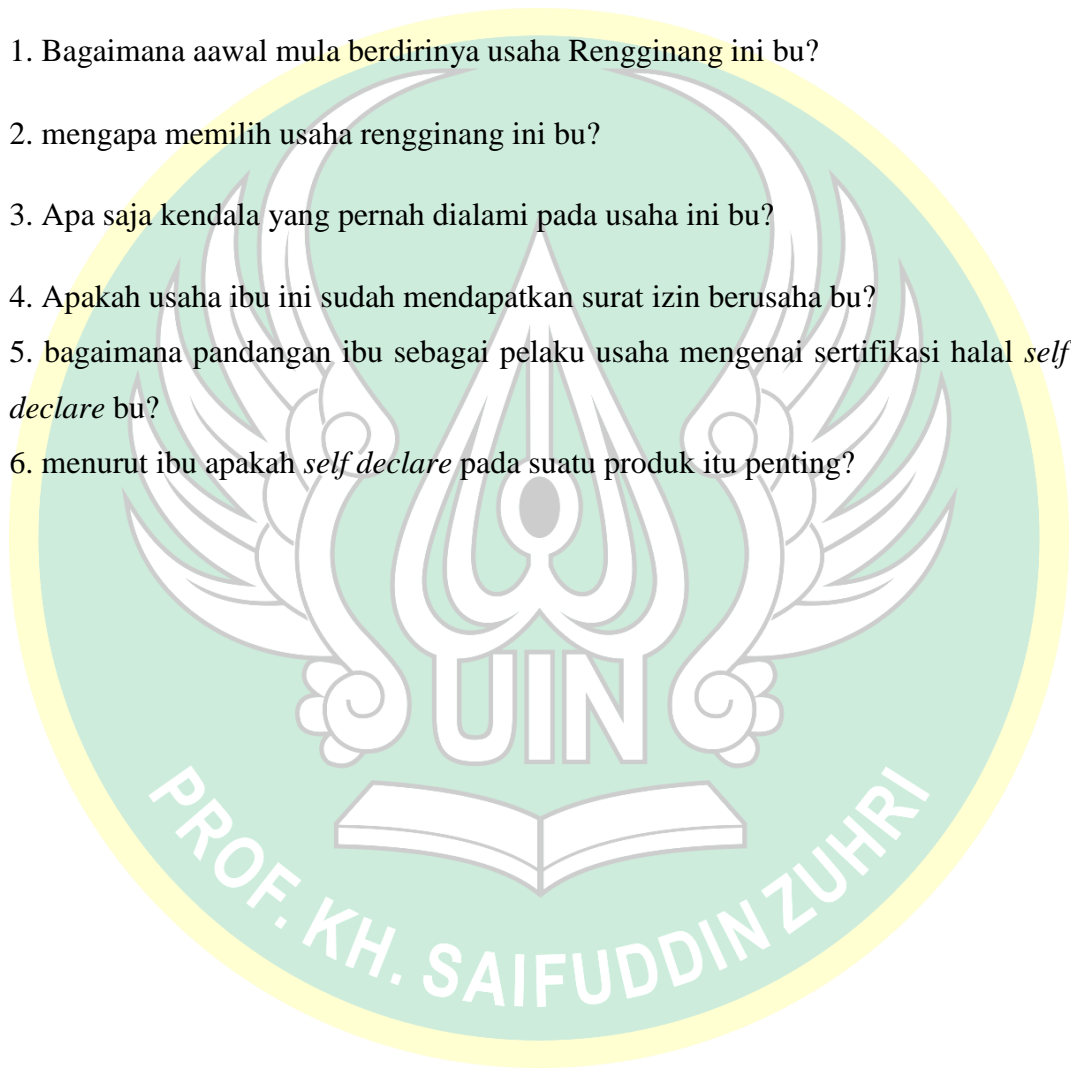 1. Bagaimana aawal mula berdirinya usaha Rengginang ini bu?
2. mengapa memilih usaha rengginang ini bu?
3. Apa saja kendala yang pernah dialami pada usaha ini bu?
4. Apakah usaha ibu ini sudah mendapatkan surat izin berusaha bu?
5. bagaimana pandangan ibu sebagai pelaku usaha mengenai sertifikasi halal self
declare bu?
6. menurut ibu apakah self declare pada suatu produk itu penting?
UIN
PROF. KH. SAIFUDDIN ZUHRI